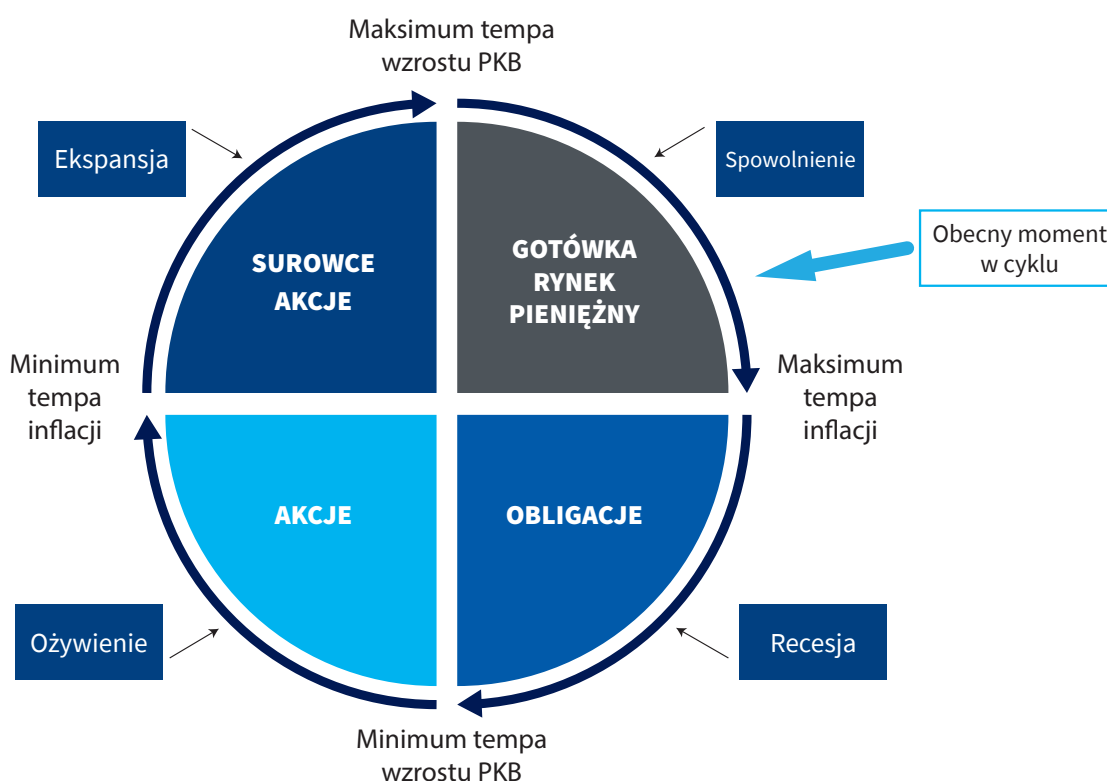 Maksimum tempa
wzrostu PKB
Ekspansja
Spowolnienie
SUROWCE
AKCJE
GOTÓWKA
RYNEK
PIENIĘŻNY
Obecny moment
w cyklu
Minimum
tempa
inflacji
Maksimum
tempa
inflacji
AKCJE
OBLIGACJE
Ożywienie
Recesja
Minimum tempa
wzrostu PKB